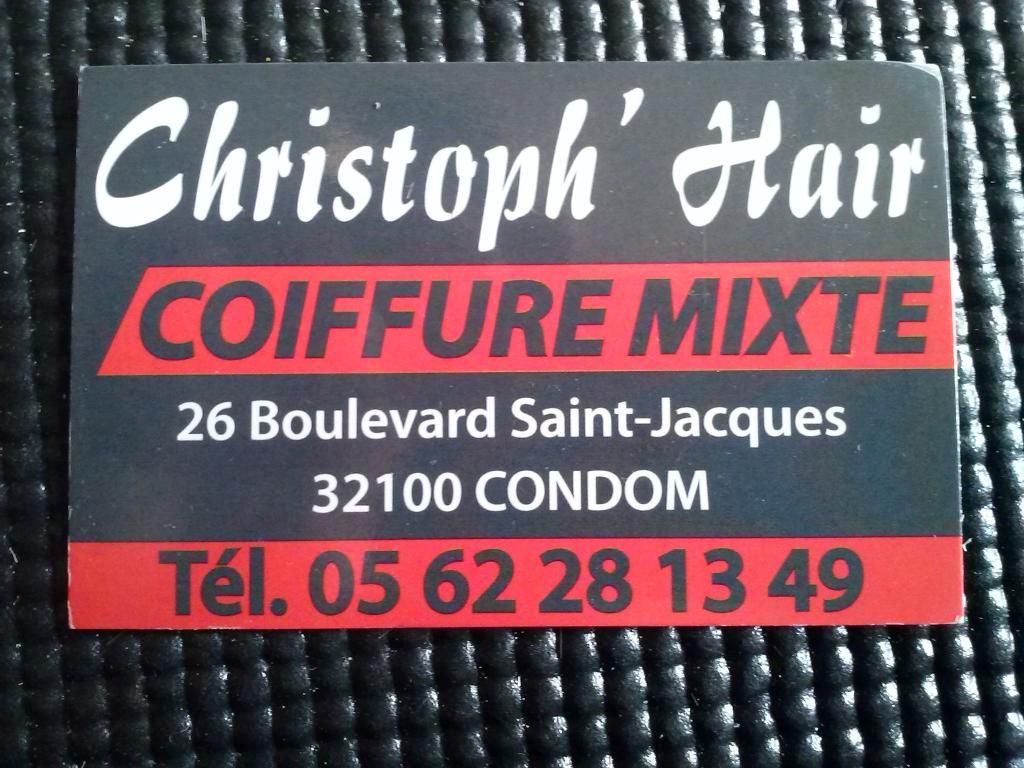 Christoph' Hair
COIFFURE MIXTE
26 Boulevard Saint-Jacques
32100 CONDOM
Tél. 05 62 28 13 49